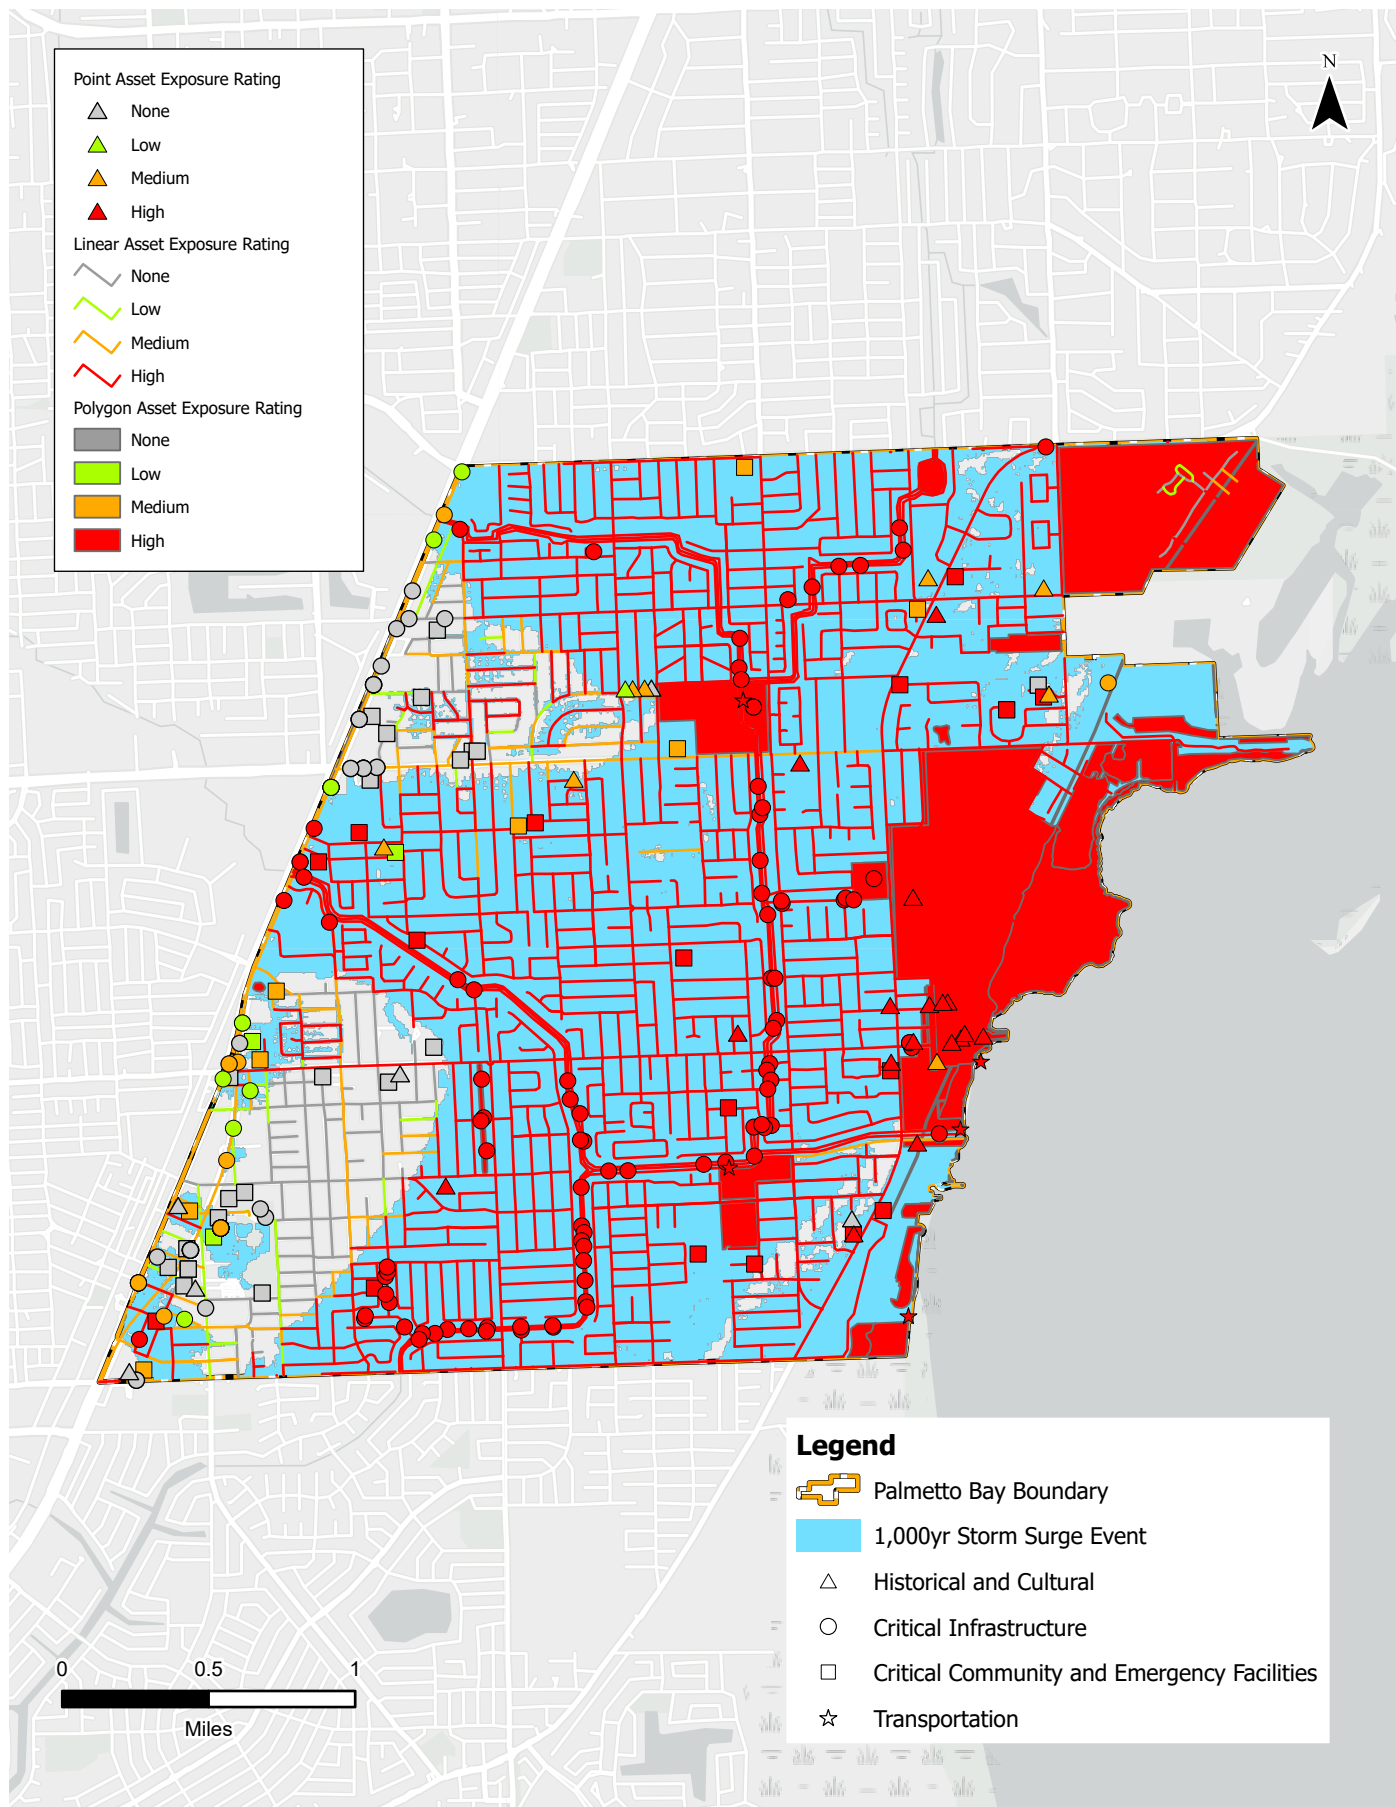 Point Asset Exposure Rating
None
Low
Medium
High
Linear Asset Exposure Rating
None
Low
Medium
High
Polygon Asset Exposure Rating
None
Low
Medium
High
N
Legend
Palmetto Bay Boundary
1,000yr Storm Surge Event
Historical and Cultural
Critical Infrastructure
Critical Community and Emergency Facilities
Transportation
0 0.5 1
Miles